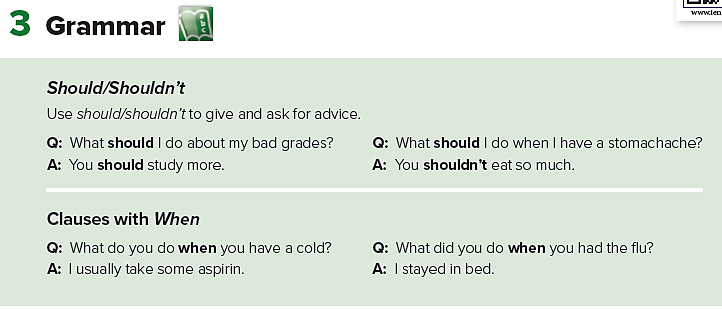 3 Grammar
Should/Shouldn't
Use should/shouldn't to give and ask for advice.
Q: What should I do about my bad grades?
A: You should study more.
Q: What should I do when I have a stomachache?
A: You shouldn't eat so much.
Clauses with When
Q: What do you do when you have a cold?
A: I usually take some aspirin.
Q: What did you do when you had the flu?
A: I stayed in bed.